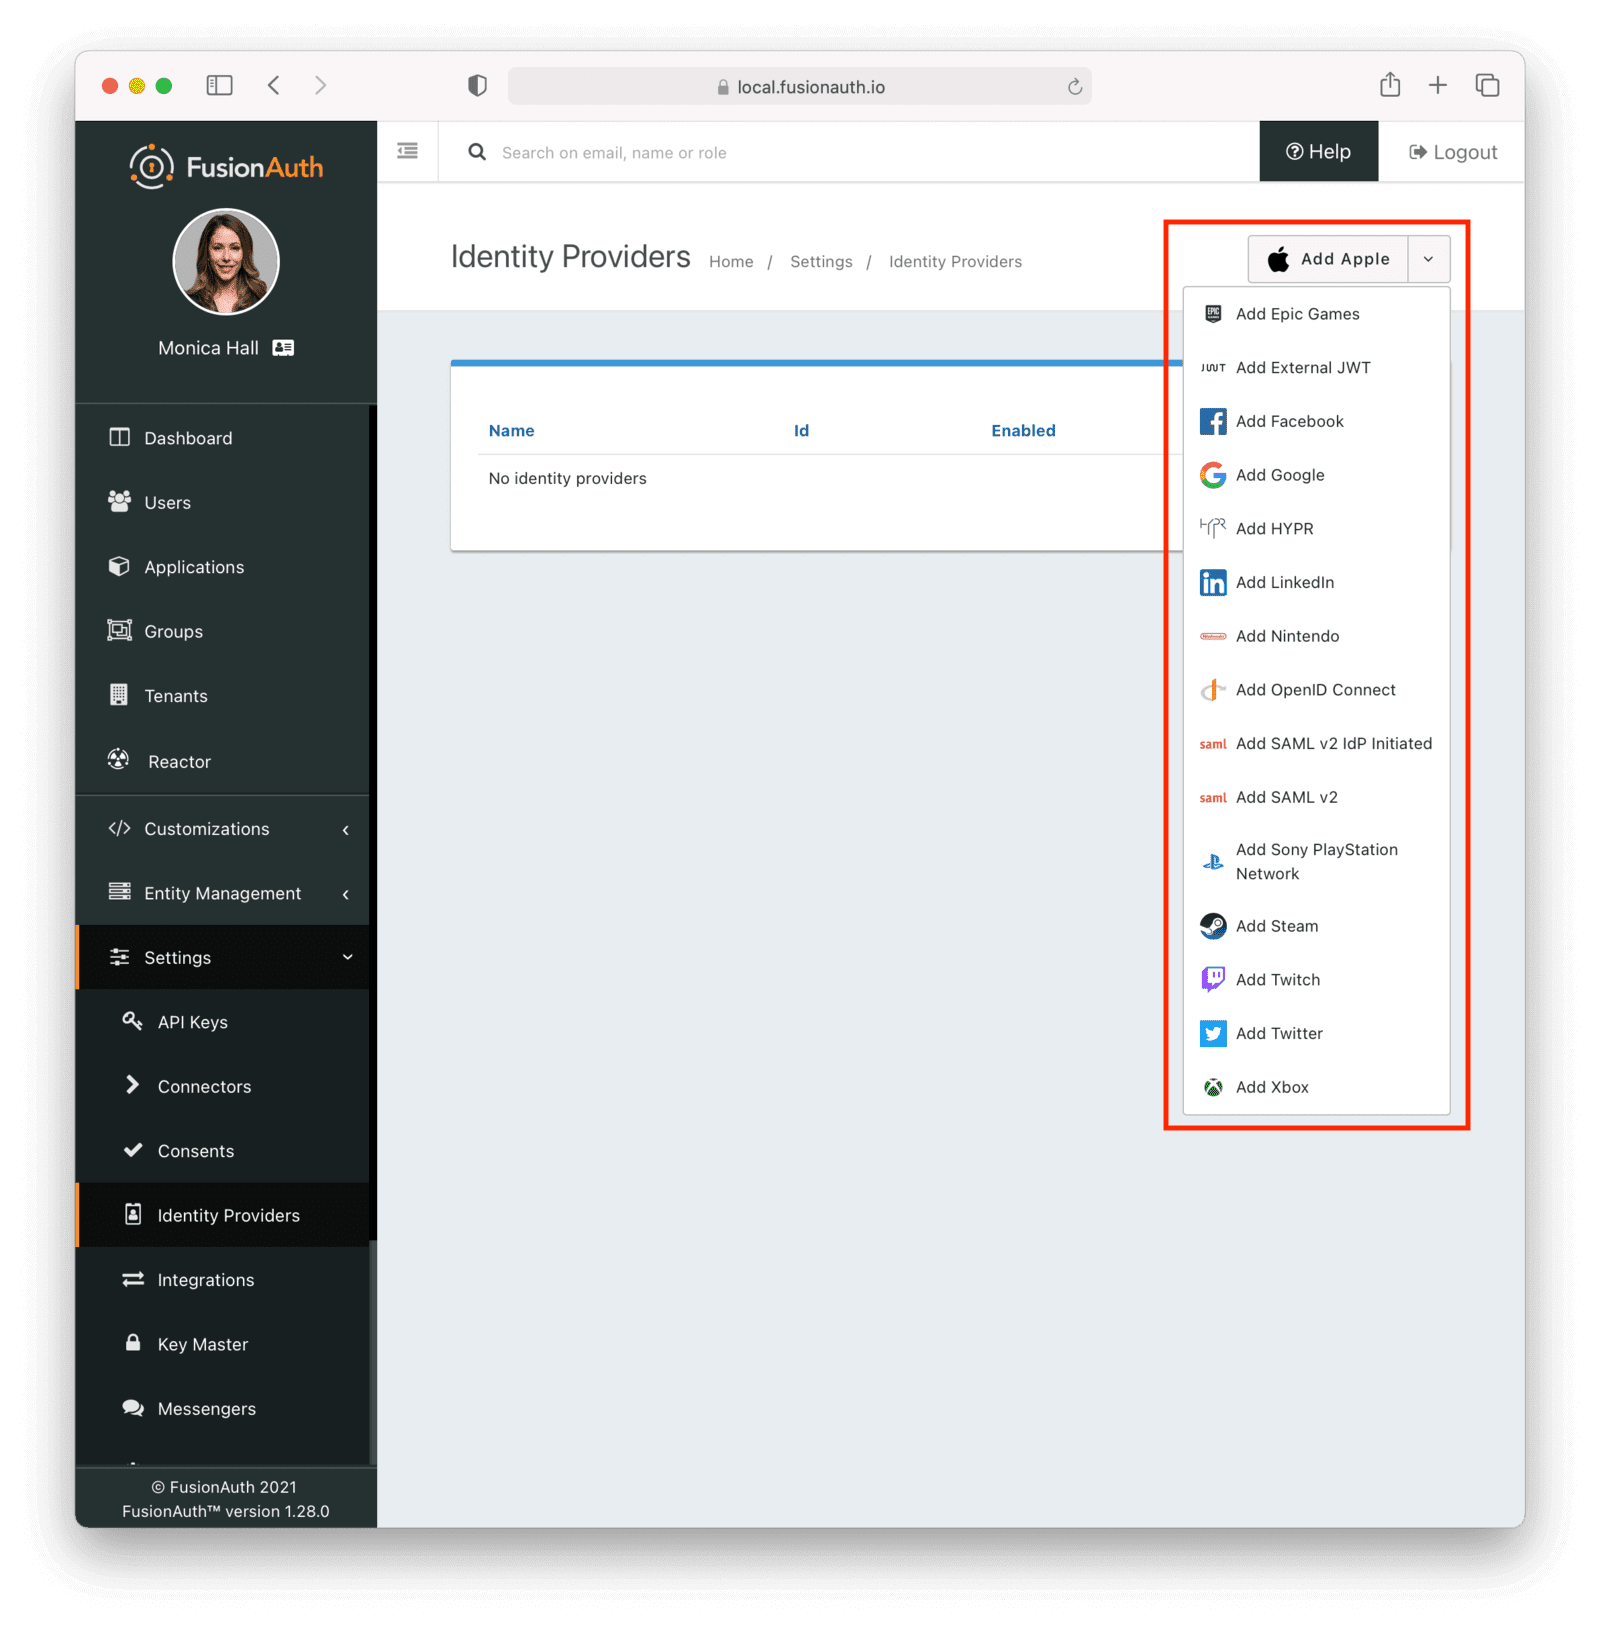 local.fusionauth.io
FusionAuth
Search on email, name or role
Help
Logout
Monica Hall
Identity Providers
Home / Settings / Identity Providers
Add Apple
Add Epic Games
Add External JWT
Add Facebook
Add Google
Add HYPR
Add LinkedIn
Add Nintendo
Add OpenID Connect
saml Add SAML v2 IdP Initiated
saml Add SAML v2
Add Sony PlayStation
Network
Add Steam
Add Twitch
Add Twitter
Add Xbox
Name Id Enabled
No identity providers
Dashboard
Users
Applications
Groups
Tenants
Reactor
Customizations
Entity Management
Settings
API Keys
Connectors
Consents
Identity Providers
Integrations
Key Master
Messengers
© FusionAuth 2021
FusionAuth™ version 1.28.0